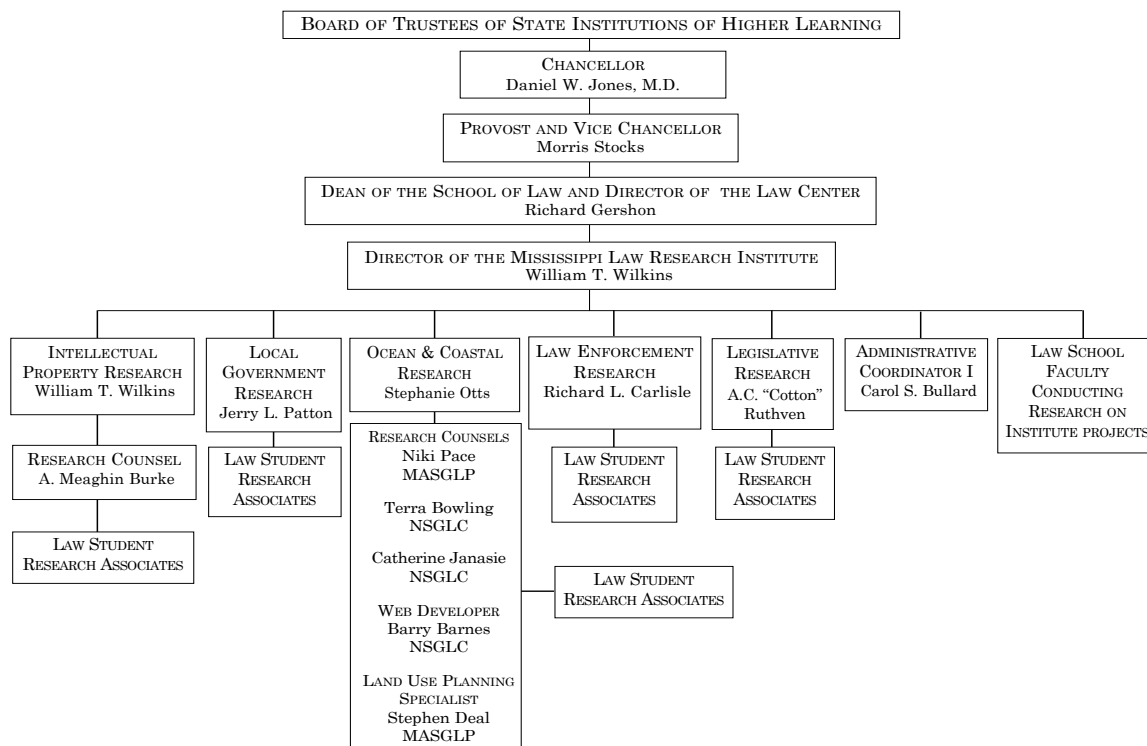 BOARD OF TRUSTEES OF STATE INSTITUTIONS OF HIGHER LEARNING
CHANCELLOR
Daniel W. Jones, M.D.
PROVOST AND VICE CHANCELLOR
Morris Stocks
DEAN OF THE SCHOOL OF LAW AND DIRECTOR OF THE LAW CENTER
Richard Gershon
DIRECTOR OF THE MISSISSIPPI LAW RESEARCH INSTITUTE
William T. Wilkins
INTELLECTUAL
PROPERTY RESEARCH
William T. Wilkins
RESEARCH COUNSEL
A. Meaghin Burke
LAW STUDENT
RESEARCH ASSOCIATES
LOCAL
GOVERNMENT
RESEARCH
Jerry L. Patton
LAW STUDENT
RESEARCH
ASSOCIATES
OCEAN & COASTAL
RESEARCH
Stephanie Otts
RESEARCH COUNSELS
Niki Pace
MASGLP
Terra Bowling
NSGLC
Catherine Janasie
NSGLC
WEB DEVELOPER
Barry Barnes
NSGLC
LAND USE PLANNING
SPECIALIST
Stephen Deal
MASGLP
LAW STUDENT
RESEARCH ASSOCIATES
LAW ENFORCEMENT
RESEARCH
Richard L. Carlisle
LAW STUDENT
RESEARCH
ASSOCIATES
LEGISLATIVE
RESEARCH
A.C. “Cotton”
Ruthven
LAW STUDENT
RESEARCH
ASSOCIATES
ADMINISTRATIVE
COORDINATOR I
Carol S. Bullard
LAW SCHOOL
FACULTY
CONDUCTING
RESEARCH ON
INSTITUTE PROJECTS